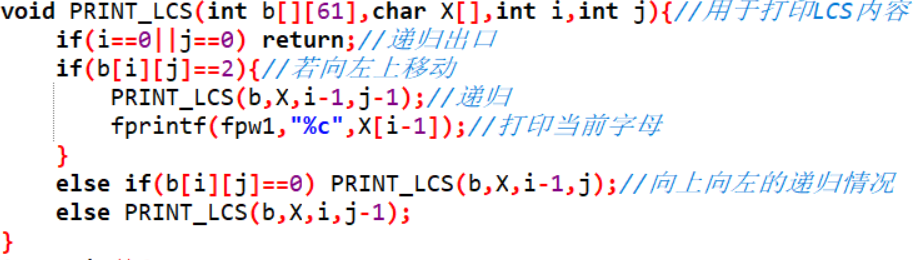 void PRINT_LCS(int b[][61],char X[],int i,int j){//用于打印LCS内容
if(i==0||j==0) return;//递归出口
if(b[i][j]==2){//若向左上移动
PRINT_LCS(b,X,i-1,j-1);//递归
fprintf(fpw1,"%c",X[i-1]);//打印当前字母
}
else if(b[i][j]==0) PRINT_LCS(b,X,i-1,j);//向上向左的递归情况
else PRINT_LCS(b,X,i,j-1);
}